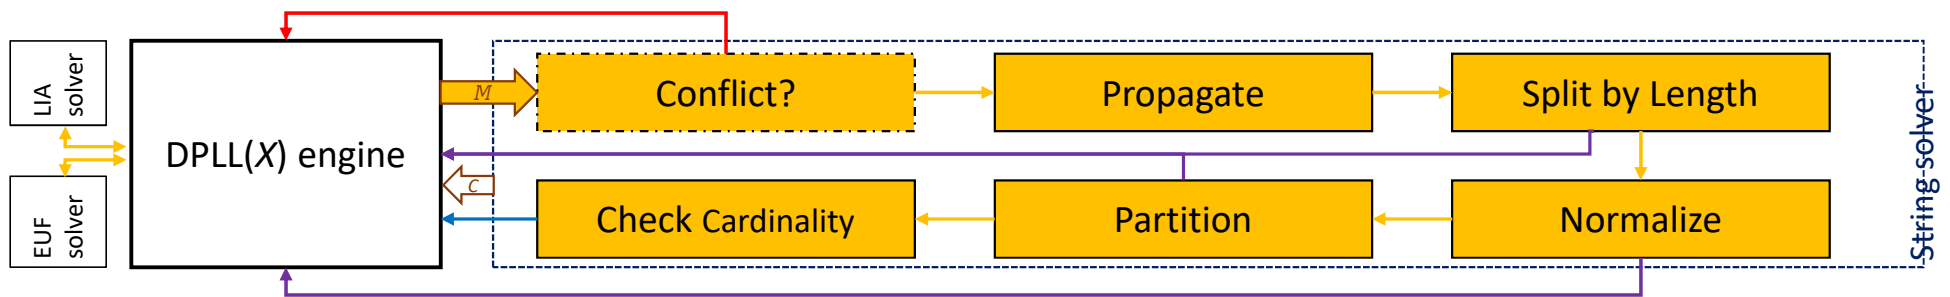 LIA
solver
EUF
solver
DPLL(X) engine
M
C
Conflict?
Propagate
Split by Length
Check Cardinality
Partition
Normalize
String solver